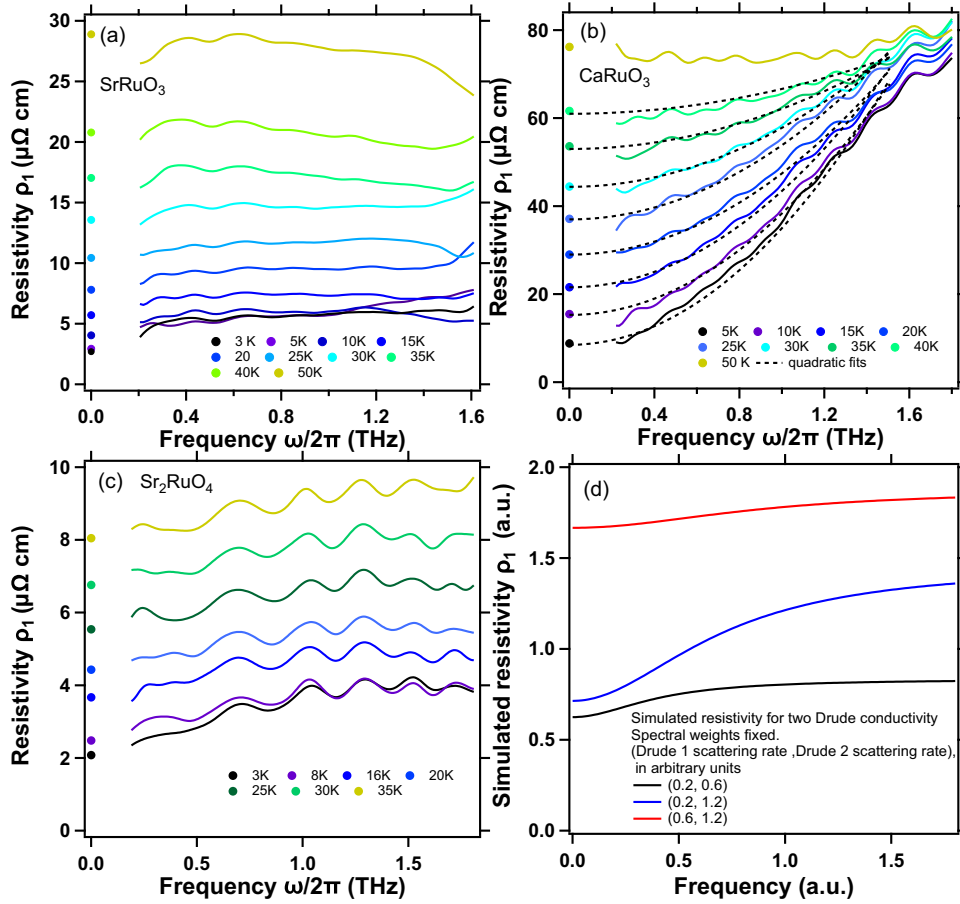 (a)
SrRuO3
Resistivity ρ1 (μΩ cm)
30
25
20
15
10
5
0
3 K 5K 10K 15K
20 25K 30K 35K
40K 50K
0.0 0.4 0.8 1.2 1.6
Frequency ω/2π (THz)
(b)
CaRuO3
Resistivity ρ1 (μΩ cm)
80
60
40
20
0
5K 10K 15K 20K
25K 30K 35K 40K
50 K quadratic fits
0.0 0.4 0.8 1.2 1.6
Frequency ω/2π (THz)
(c) Sr2RuO4
Resistivity ρ1 (μΩ cm)
10
8
6
4
2
0
3K 8K 16K 20K
25K 30K 35K
0.0 0.5 1.0 1.5
Frequency ω/2π (THz)
(d)
Simulated resistivity ρ1 (a.u.)
2.0
1.5
1.0
0.5
0.0
Simulated resistivity for two Drude conductivity
Spectral weights fixed.
(Drude 1 scattering rate ,Drude 2 scattering rate),
in arbitrary units
(0.2, 0.6)
(0.2, 1.2)
(0.6, 1.2)
0.0 0.5 1.0 1.5
Frequency (a.u.)